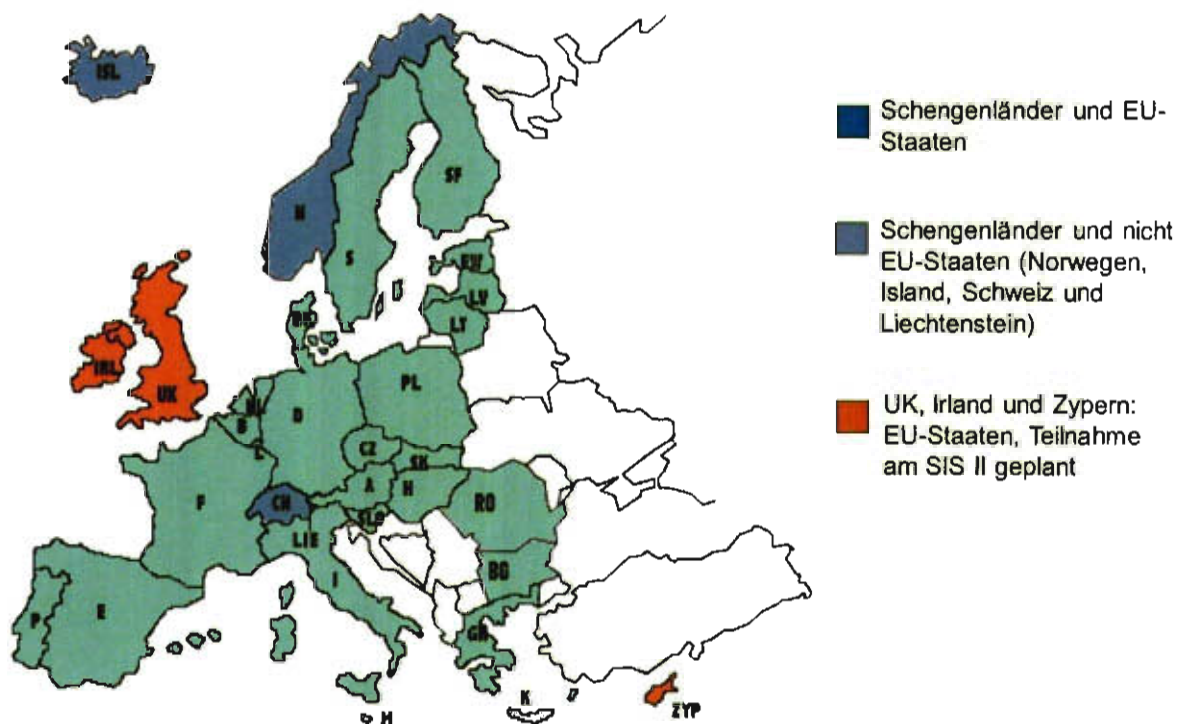 ISL
N
SF
S
EW
LV
LT
DK
IRL
UK
NL
B
L
D
PL
CZ
SK
F
CH
A
H
SLO
RO
LIE
I
BG
P
E
GR
K
M
ZYP
Schengenländer und EU-
Staaten
Schengenländer und nicht
EU-Staaten (Norwegen,
Island, Schweiz und
Liechtenstein)
UK, Irland und Zypern:
EU-Staaten, Teilnahme
am SIS II geplant